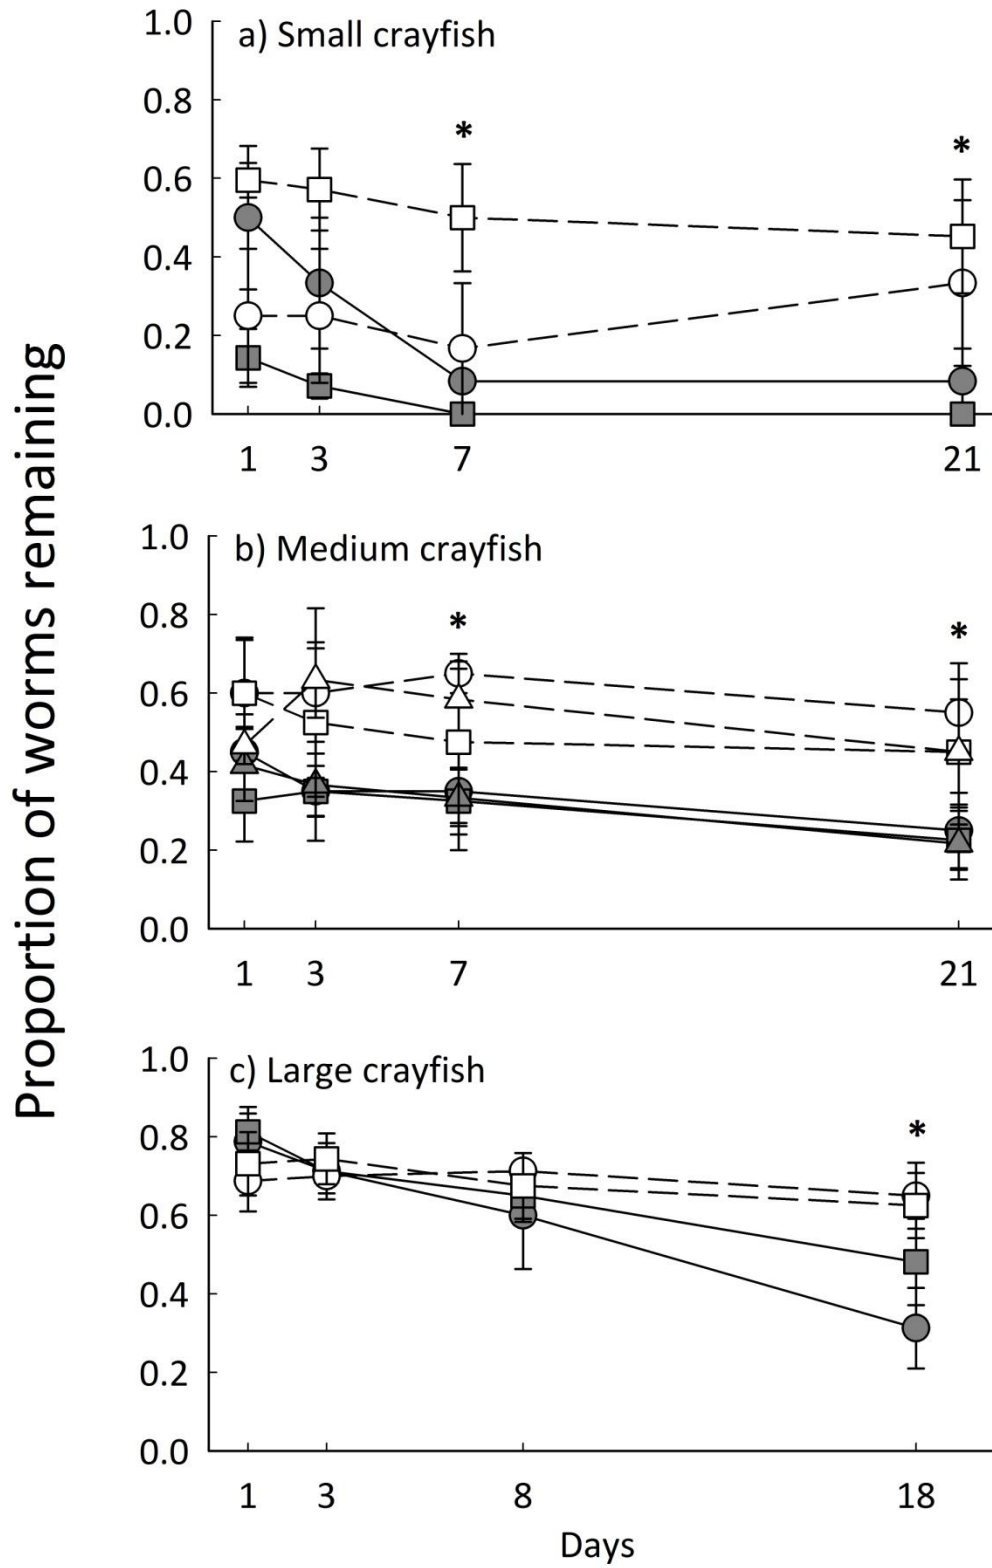 Proportion of worms remaining
a) Small crayfish
1.0
0.8
0.6
0.4
0.2
0.0
*
*
1 3 7 21
b) Medium crayfish
1.0
0.8
0.6
0.4
0.2
0.0
*
*
1 3 7 21
c) Large crayfish
1.0
0.8
0.6
0.4
0.2
0.0
*
1 3 8 18
Days